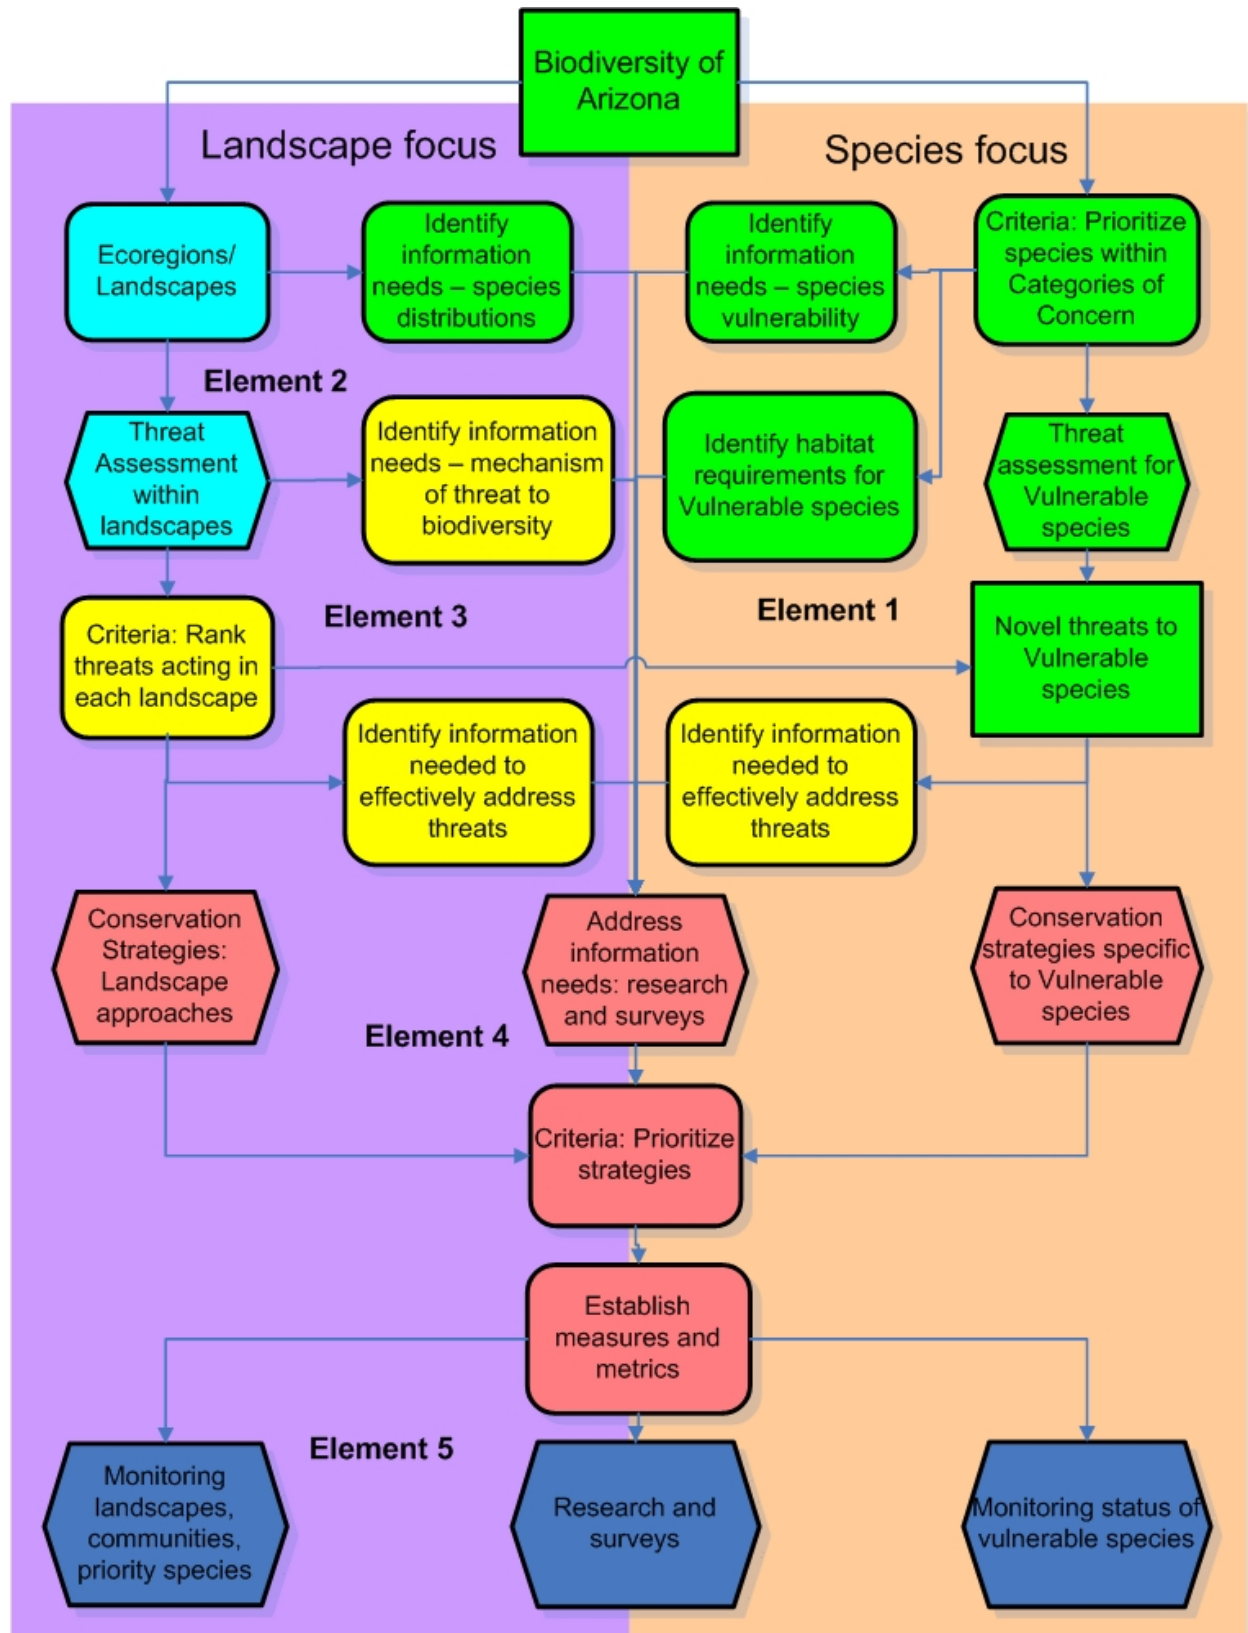 Biodiversity of
Arizona
Landscape focus
Species focus
Ecoregions/
Landscapes
Identify
information
needs – species
distributions
Identify
information
needs – species
vulnerability
Criteria: Prioritize
species within
Categories of
Concern
Element 2
Threat
Assessment
within
landscapes
Identify information
needs – mechanism
of threat to
biodiversity
Identify habitat
requirements for
Vulnerable species
Threat
assessment for
Vulnerable
species
Element 3
Element 1
Criteria: Rank
threats acting in
each landscape
Novel threats to
Vulnerable
species
Identify information
needed to
effectively address
threats
Identify information
needed to
effectively address
threats
Conservation
Strategies:
Landscape
approaches
Address
information
needs: research
and surveys
Conservation
strategies specific
to Vulnerable
species
Element 4
Criteria: Prioritize
strategies
Establish
measures and
metrics
Element 5
Monitoring
landscapes,
communities,
priority species
Research and
surveys
Monitoring status of
vulnerable species